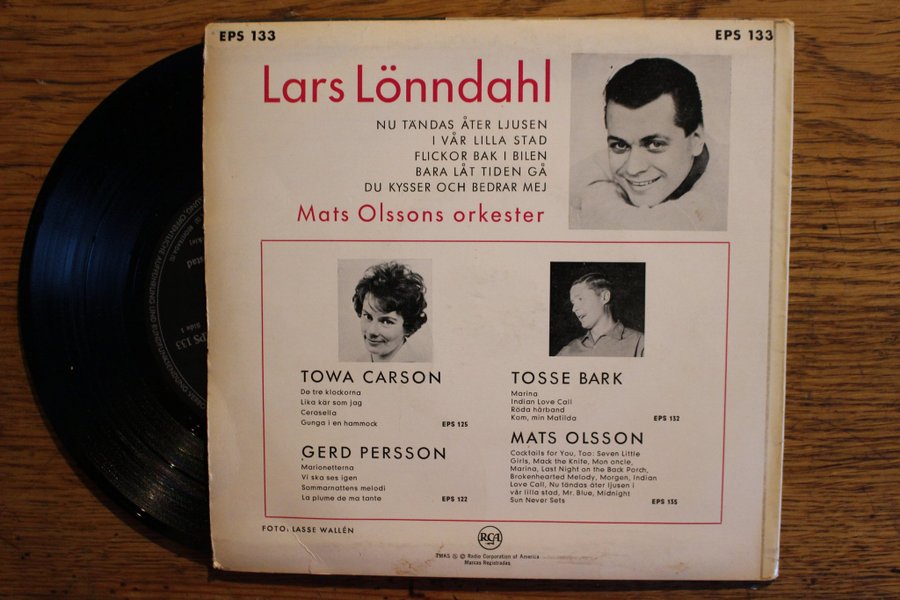 EPS 133
EPS 133
Lars Lönndahl
NU TÄNDAS ÅTER LJUSEN
I VÅR LILLA STAD
FLICKOR BAK I BILEN
BARA LÅT TIDEN GÅ
DU KYSSER OCH BEDRAR MEJ
Mats Olssons orkester
TOWA CARSON
De tre klockorna
Lika kär som jag
Cerasella
Gunga i en hammock
EPS 125
GERD PERSSON
Marionetterna
Vi ska ses igen
Sommarnattens melodi
La plume de ma tante
EPS 122
TOSSE BARK
Marina
Indian Love Call
Röda hårband
Kom, min Matilda
EPS 132
MATS OLSSON
Cocktails for You, Too: Seven Little
Girls, Mack the Knife, Mon oncle,
Marina, Last Night on the Back Porch,
Brokenhearted Melody, Morgen, Indian
Love Call, Nu tändas åter ljusen i
vår lilla stad, Mr. Blue, Midnight
Sun Never Sets
EPS 135
FOTO: LASSE WALLÉN
RCA
TMKS ® © Radio Corporation of America
Marcas Registradas
EPS 133
Side 1